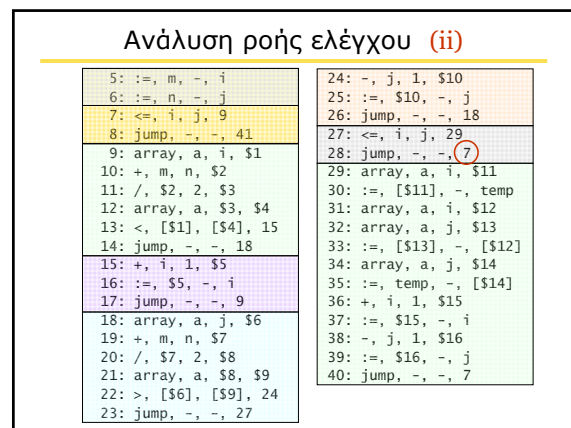 Ανάλυση ροής ελέγχου (ii)
5: :=, m, -, i
6: :=, n, -, j
7: <=, i, j, 9
8: jump, -, -, 41
9: array, a, i, $1
10: +, m, n, $2
11: /, $2, 2, $3
12: array, a, $3, $4
13: <, [$1], [$4], 15
14: jump, -, -, 18
15: +, i, 1, $5
16: :=, $5, -, i
17: jump, -, -, 9
18: array, a, j, $6
19: +, m, n, $7
20: /, $7, 2, $8
21: array, a, $8, $9
22: >, [$6], [$9], 24
23: jump, -, -, 27
24: -, j, 1, $10
25: :=, $10, -, j
26: jump, -, -, 18
27: <=, i, j, 29
28: jump, -, -, 7
29: array, a, i, $11
30: :=, [$11], -, temp
31: array, a, i, $12
32: array, a, j, $13
33: :=, [$13], -, [$12]
34: array, a, j, $14
35: :=, temp, -, [$14]
36: +, i, 1, $15
37: :=, $15, -, i
38: -, j, 1, $16
39: :=, $16, -, j
40: jump, -, -, 7